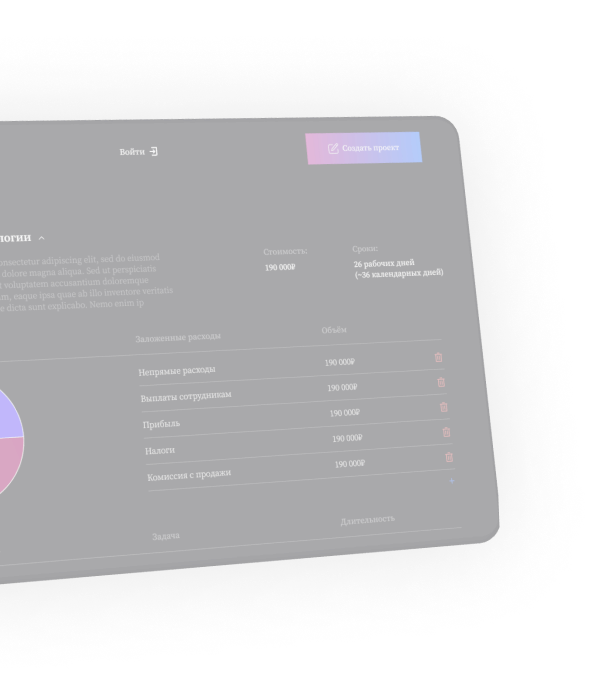 Войти
Создать проект
логии
onsectetur adipiscing elit, sed do eiusmod
dolore magna aliqua. Sed ut perspiciatis
t voluptatem accusantium doloremque
m, eaque ipsa quae ab illo inventore veritatis
e dicta sunt explicabo. Nemo enim ip
Стоимость:
190 000₽
Сроки:
26 рабочих дней
(~36 календарных дней)
Заложенные расходы
Объём
Непрямые расходы
190 000₽
Выплаты сотрудникам
190 000₽
Прибыль
190 000₽
Налоги
190 000₽
Комиссия с продажи
190 000₽
+
Задача
Длительность